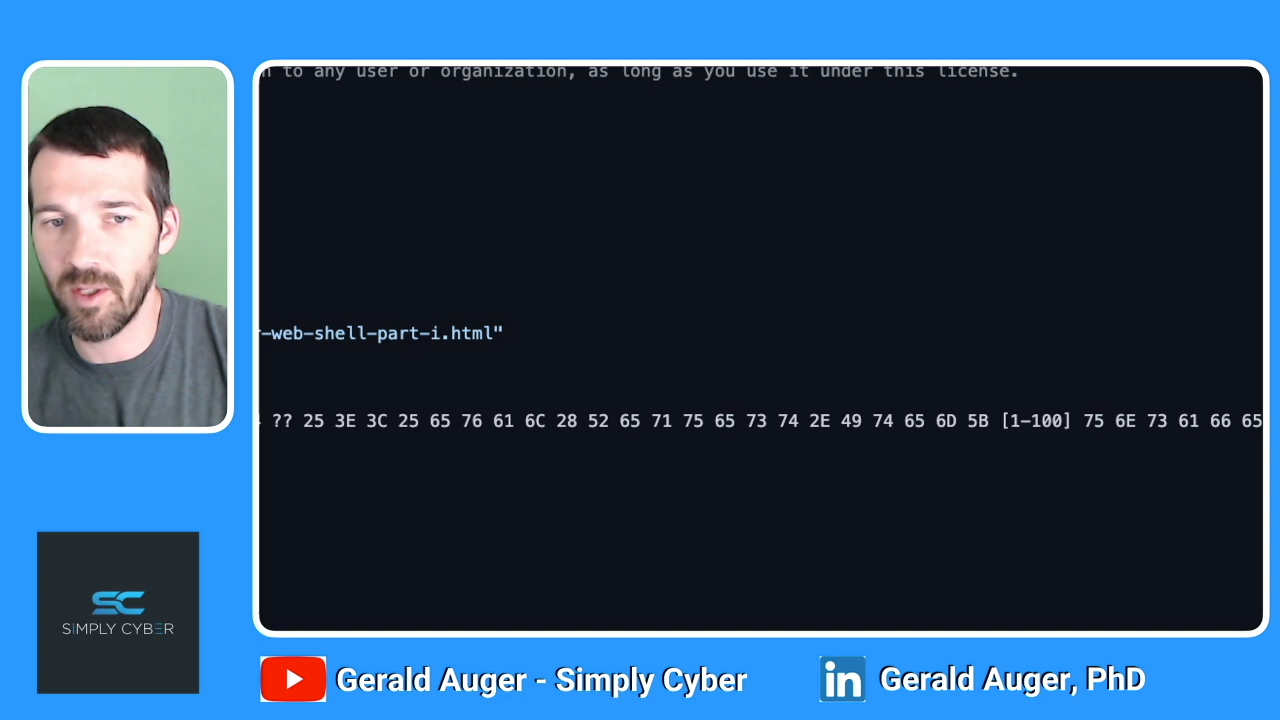 to any user or organization, as long as you use it under this license.
-web-shell-part-i.html"
?? 25 3E 3C 25 65 76 61 6C 28 52 65 71 75 65 73 74 2E 49 74 65 6D 5B [1-100] 75 6E 73 61 66 65
SC
SIMPLY CYBER
Gerald Auger - Simply Cyber
in Gerald Auger, PhD